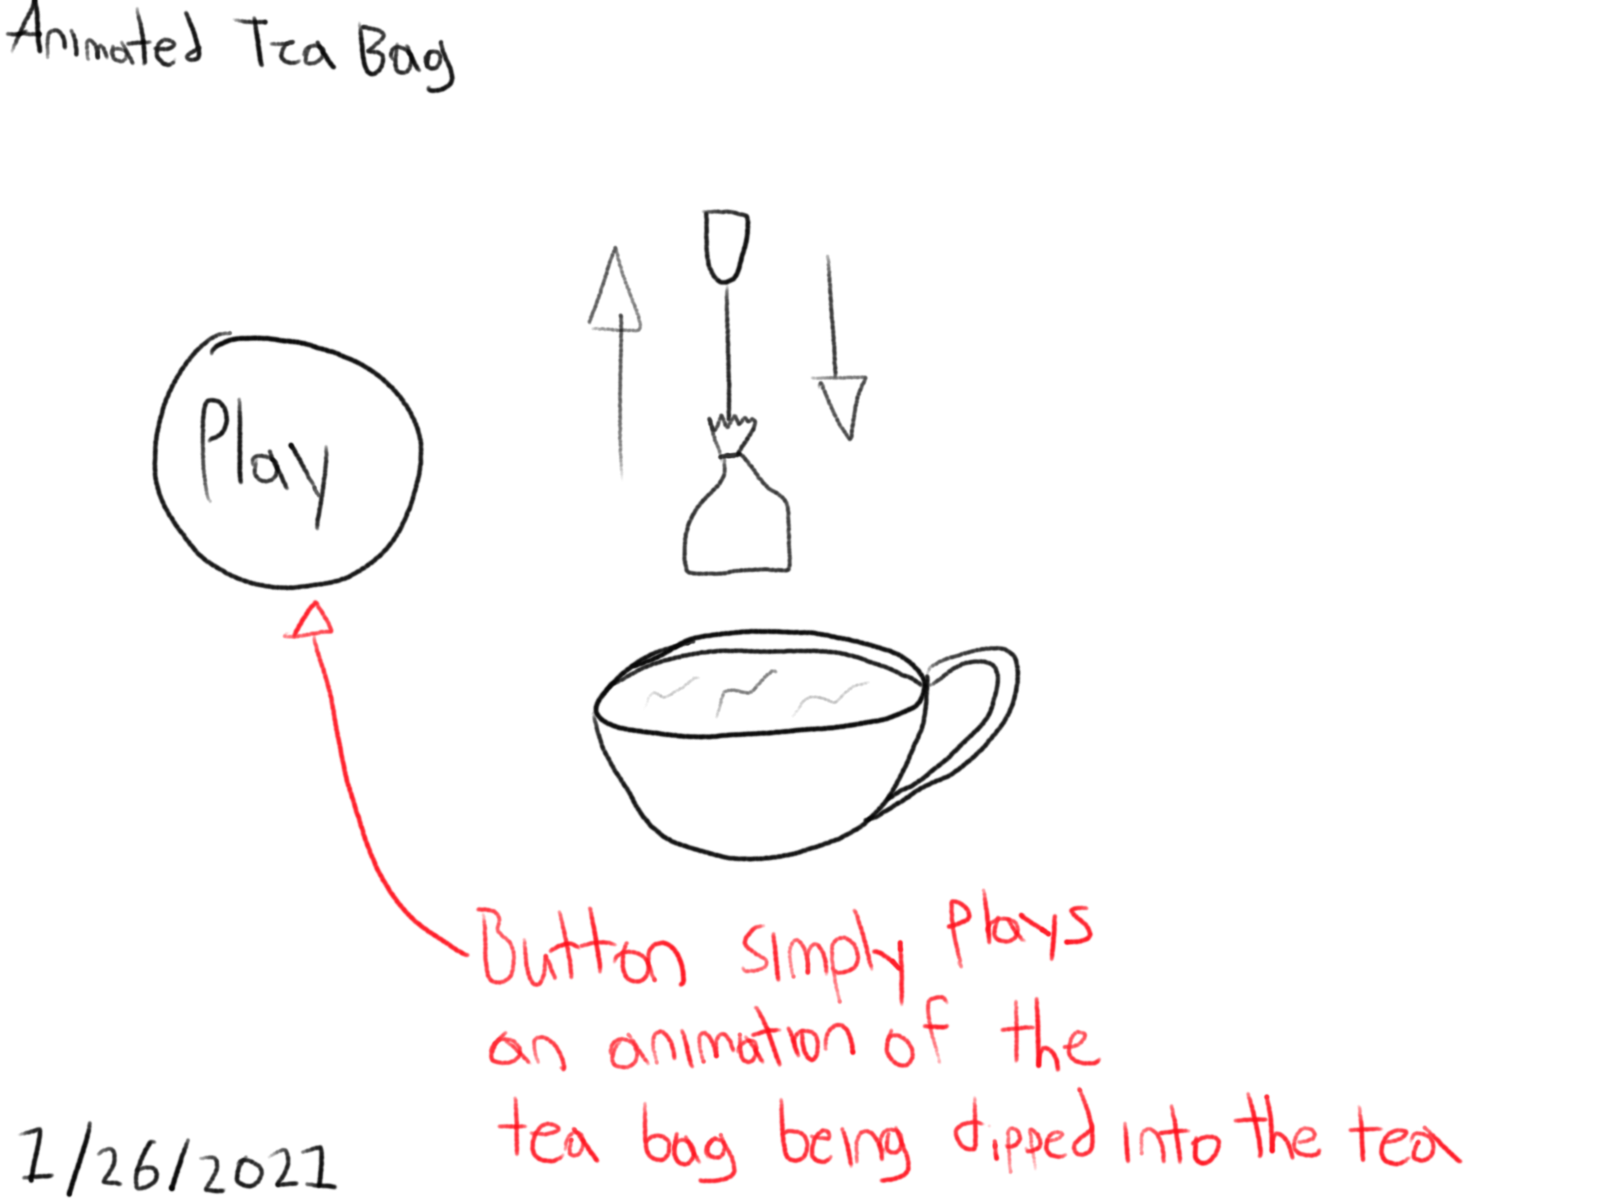 Animated Tea Bag
Play
Button simply plays
an animation of the
tea bag being dipped into the tea
1/26/2021